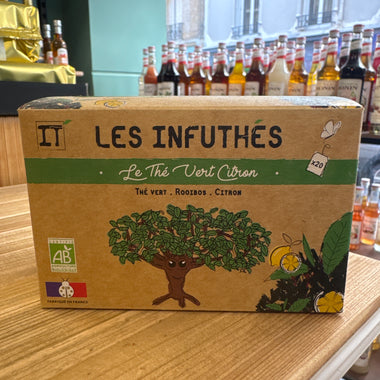 IT
LES INFUTHÉS
Le Thé Vert Citron
THÉ VERT . ROOIBOS . CITRON
x20
AB
FABRIQUÉ EN FRANCE